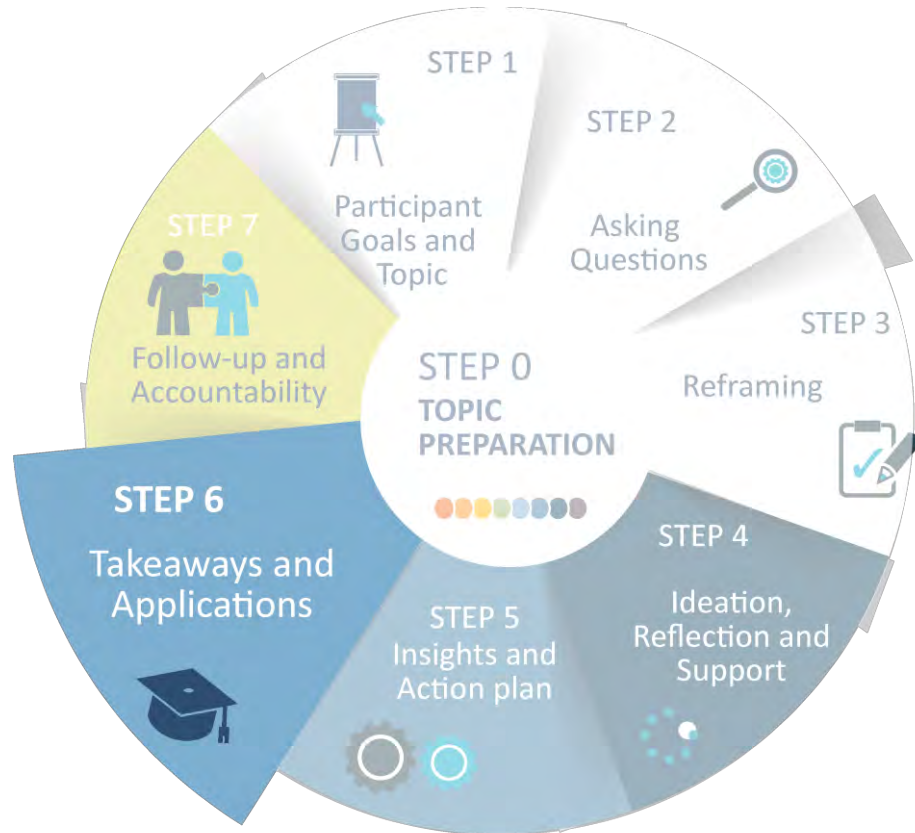 STEP 0
TOPIC
PREPARATION
STEP 1
Participant
Goals and
Topic
STEP 2
Asking
Questions
STEP 3
Reframing
STEP 4
Ideation,
Reflection and
Support
STEP 5
Insights and
Action plan
STEP 6
Takeaways and
Applications
STEP 7
Follow-up and
Accountability